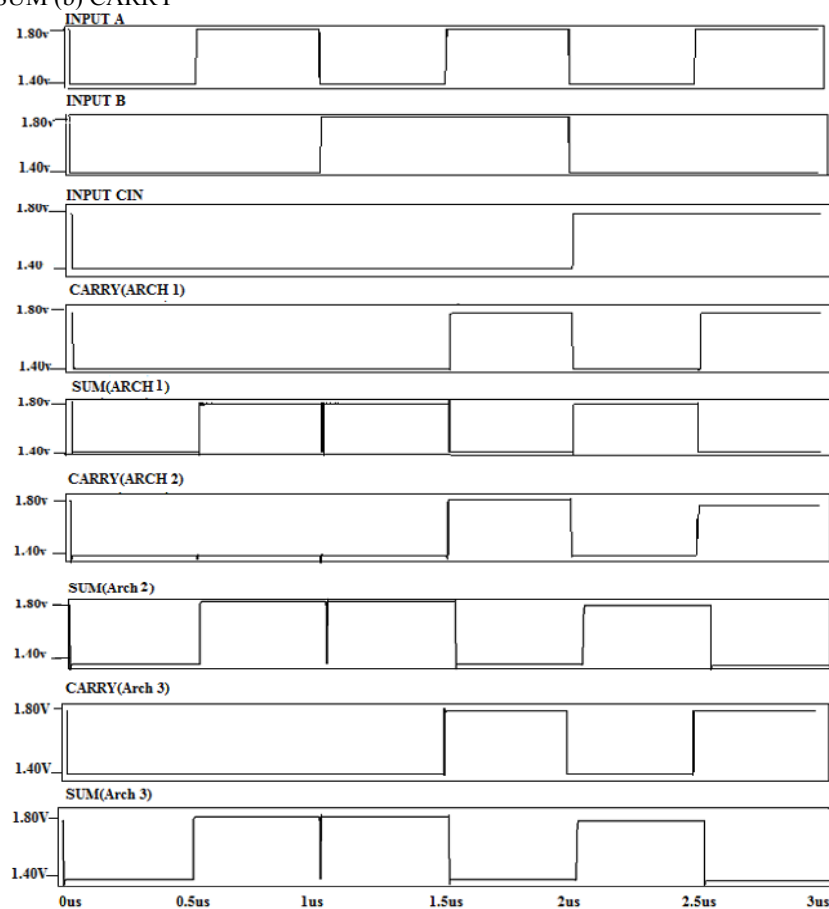 SUM (b) CARRY
INPUT A
1.80v
1.40v
INPUT B
1.80v
1.40v
INPUT CIN
1.80v
1.40
CARRY(ARCH 1)
1.80v
1.40v
SUM(ARCH 1)
1.80v
1.40v
CARRY(ARCH 2)
1.80v
1.40v
SUM(Arch 2)
1.80v
1.40v
CARRY(Arch 3)
1.80V
1.40V
SUM(Arch 3)
1.80V
1.40V
0us 0.5us 1us 1.5us 2us 2.5us 3us